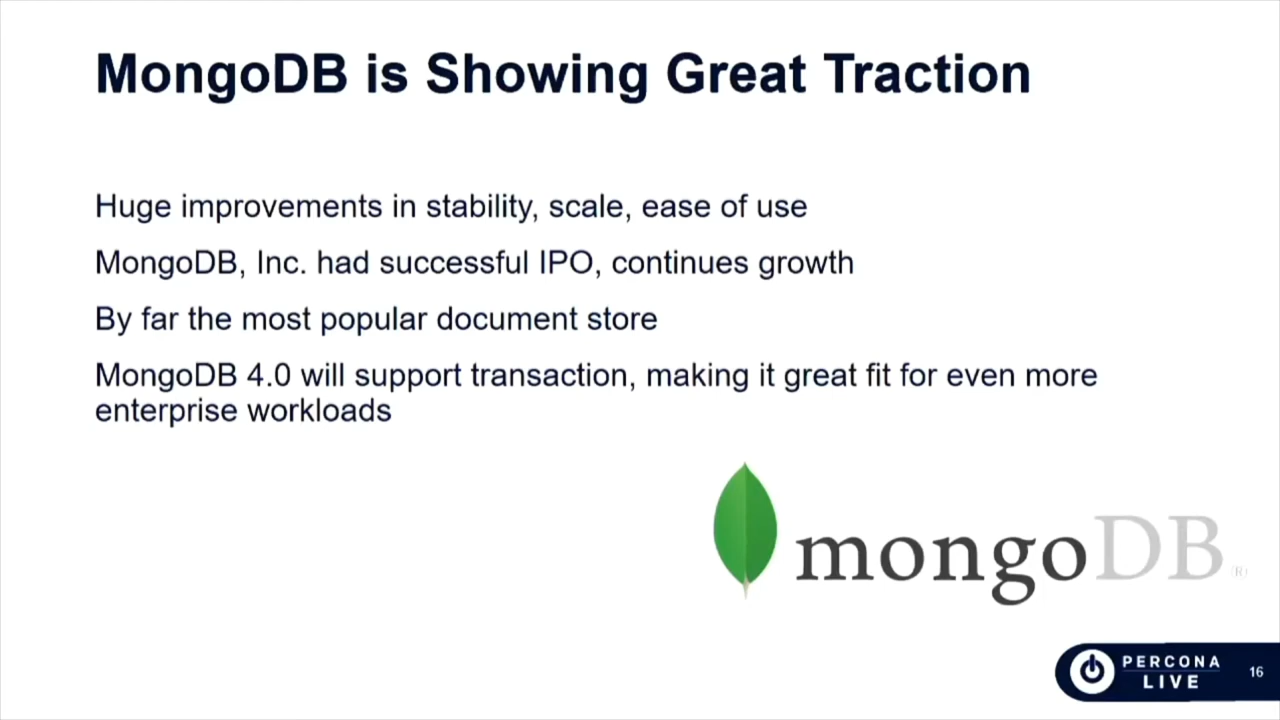 MongoDB is Showing Great Traction
Huge improvements in stability, scale, ease of use
MongoDB, Inc. had successful IPO, continues growth
By far the most popular document store
MongoDB 4.0 will support transaction, making it great fit for even more
enterprise workloads
mongoDB®
PERCONA
LIVE
16